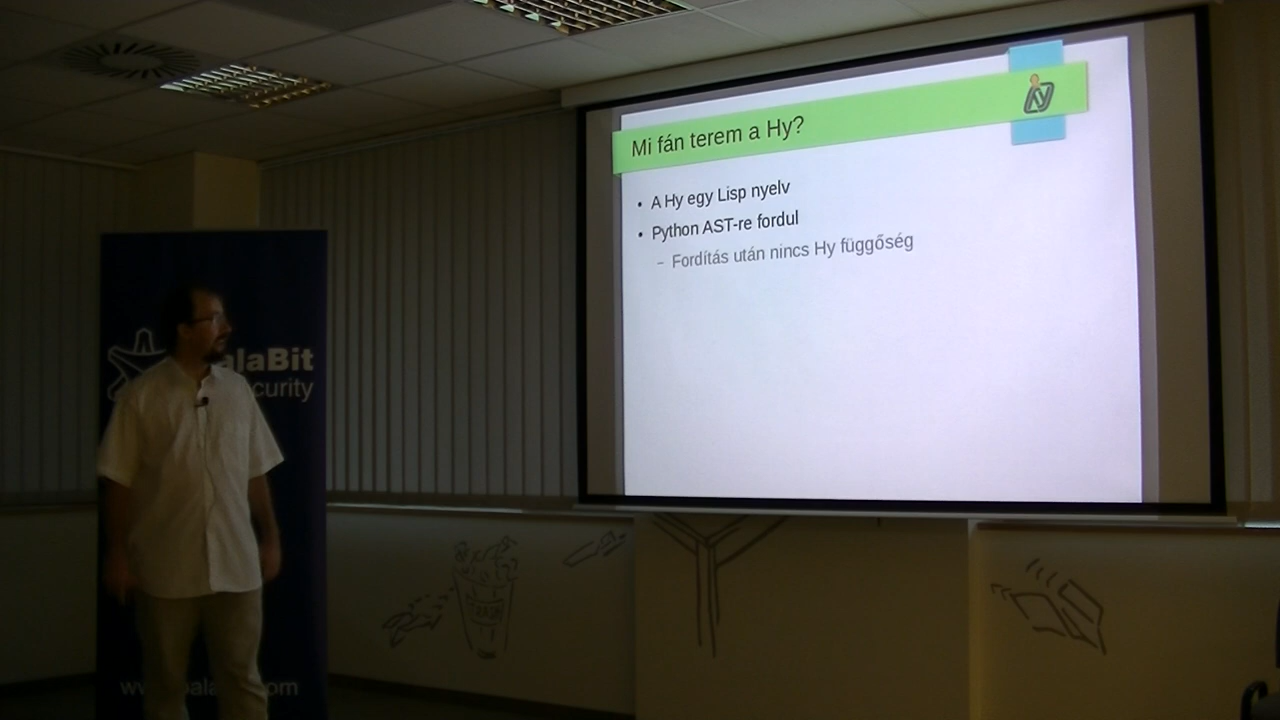 Mi fán terem a Hy?
• A Hy egy Lisp nyelv
• Python AST-re fordul
– Fordítás után nincs Hy függőség
alaBit
curity